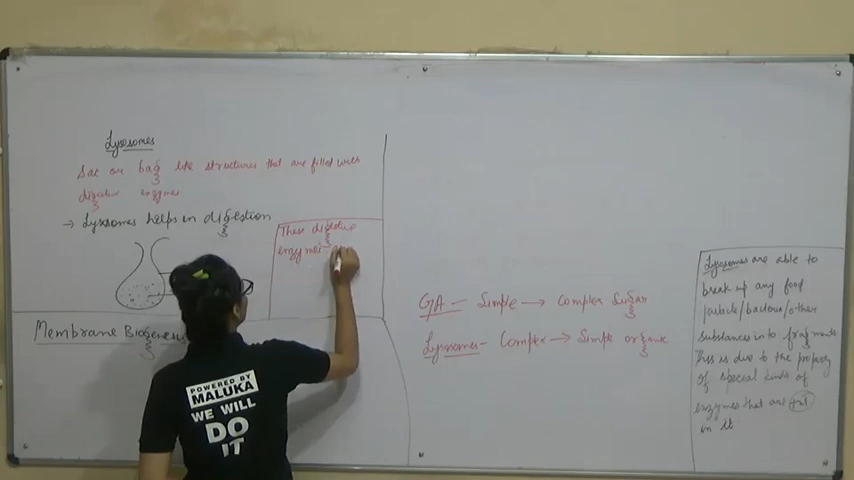 Lysosomes
Sac or bag like structures that are filled with
digestive enzymes
→ Lysosomes helps in digestion
These digestive
enzymes
Membrane Biogenesis
GA - Simple → Complex Sugar
Lysosomes - Complex → Simple organic
Lysosomes are able to
break up any food
particle/bacteria/other
substances into fragments
This is due to the property
of special kinds of
enzymes that are
in it
POWERED BY
MALUKA
WE WILL
DO
IT